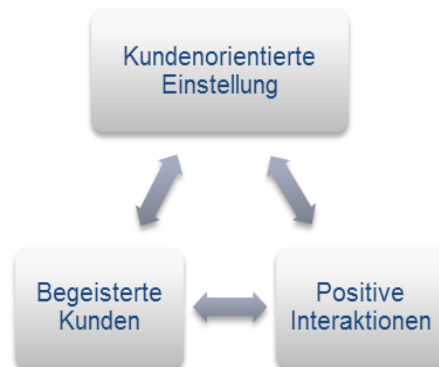 Kundenorientierte
Einstellung
Begeisterte
Kunden
Positive
Interaktionen